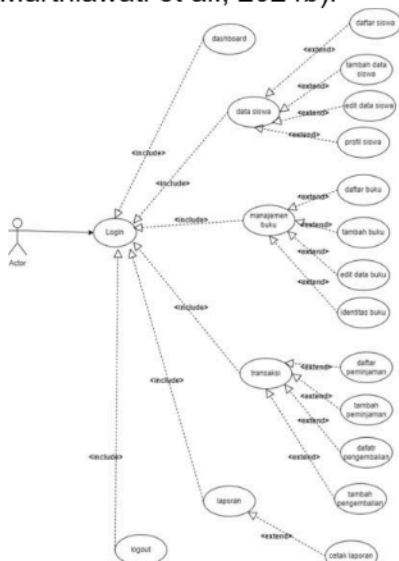 Marthiawati et all, 2024b).
dashboard
daftar siswa
<extend>
tambah data
siswa
<extend>
data siswa
<extend>
edit data siswa
<extend>
profil siswa
<include>
<include>
Actor
Login
<include>
manajemen
buku
<extend>
daftar buku
<extend>
tambah buku
<extend>
edit data buku
<extend>
identitas buku
<include>
transaksi
<extend>
daftar
peminjaman
<extend>
tambah
peminjaman
<extend>
dafatr
pengembalian
<extend>
tambah
pengembalian
<include>
<include>
laporan
<extend>
cetak laporan
logout